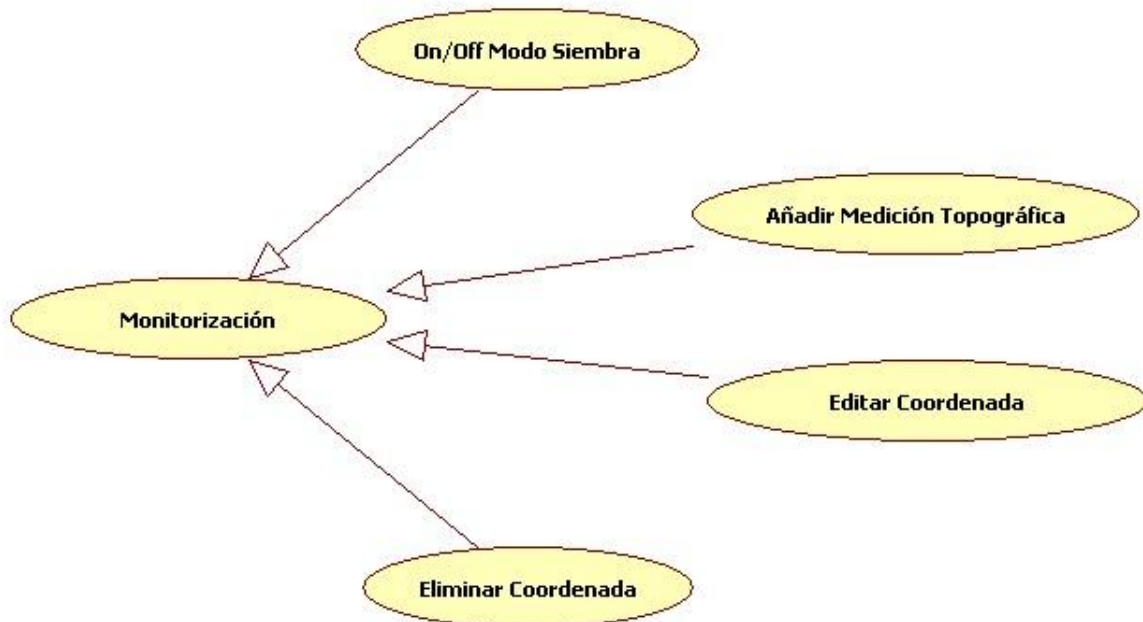 On/Off Modo Siembra
Añadir Medición Topográfica
Monitorización
Editar Coordenada
Eliminar Coordenada